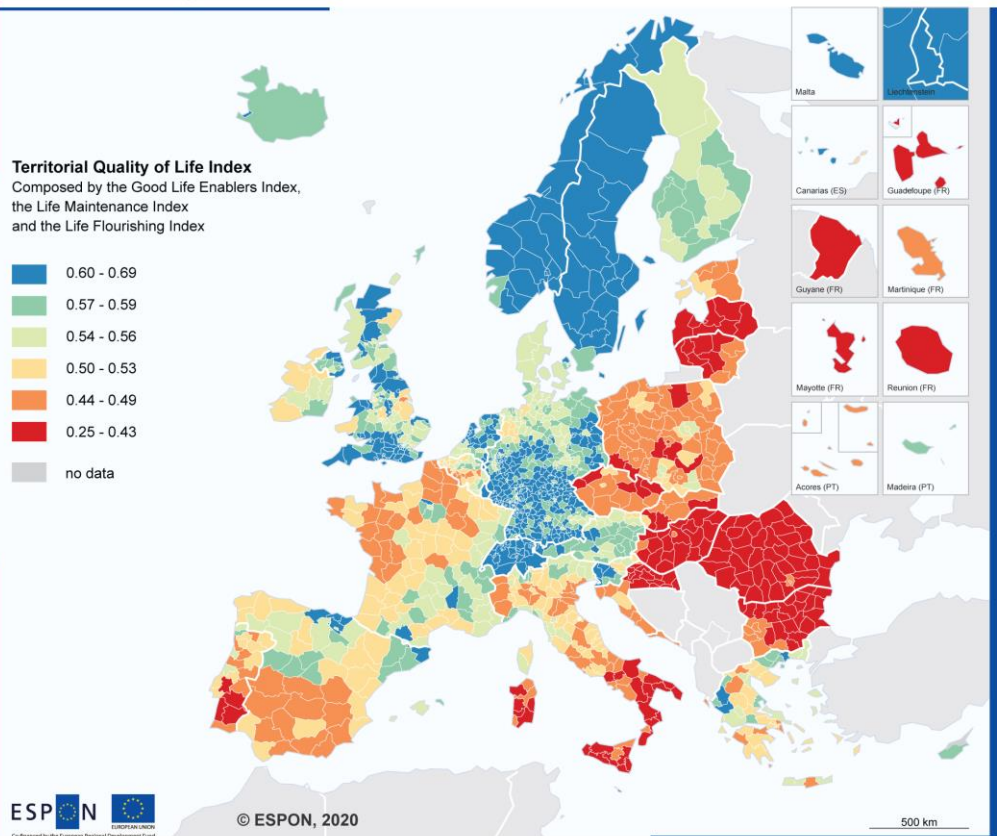 Territorial Quality of Life Index
Composed by the Good Life Enablers Index,
the Life Maintenance Index
and the Life Flourishing Index
0.60 - 0.69
0.57 - 0.59
0.54 - 0.56
0.50 - 0.53
0.44 - 0.49
0.25 - 0.43
no data
Malta
Liechtenstein
Canarias (ES)
Guadeloupe (FR)
Guyane (FR)
Martinique (FR)
Mayotte (FR)
Reunion (FR)
Acores (PT)
Madeira (PT)
ESPON
EUROPEAN UNION
© ESPON, 2020
500 km